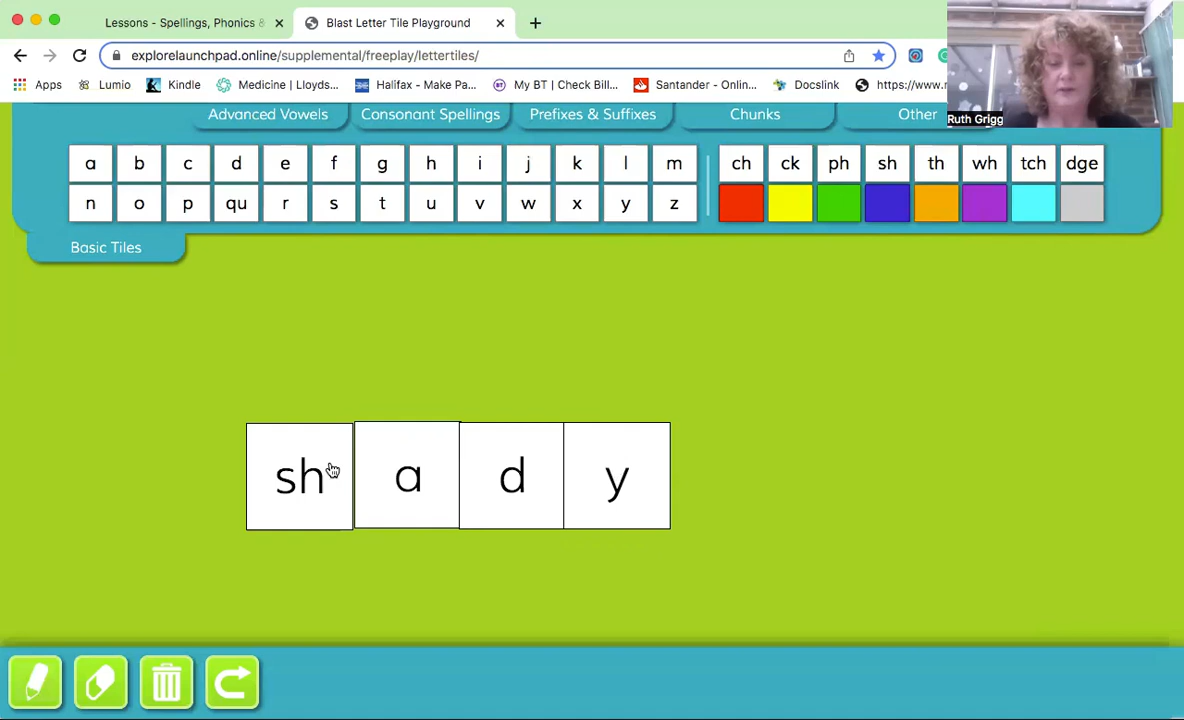 Lessons - Spellings, Phonics &
Blast Letter Tile Playground
explorelaunchpad.online/supplemental/freeplay/lettertiles/
Apps Lumio Kindle Medicine | Lloyds... Halifax - Make Pa... My BT | Check Bill... Santander - Onlin... Docslink https://www.r
Ruth Grigg
Advanced Vowels Consonant Spellings Prefixes & Suffixes Chunks Other
a b c d e f g h i j k l m ch ck ph sh th wh tch dge
n o p qu r s t u v w x y z
Basic Tiles
sh a d y